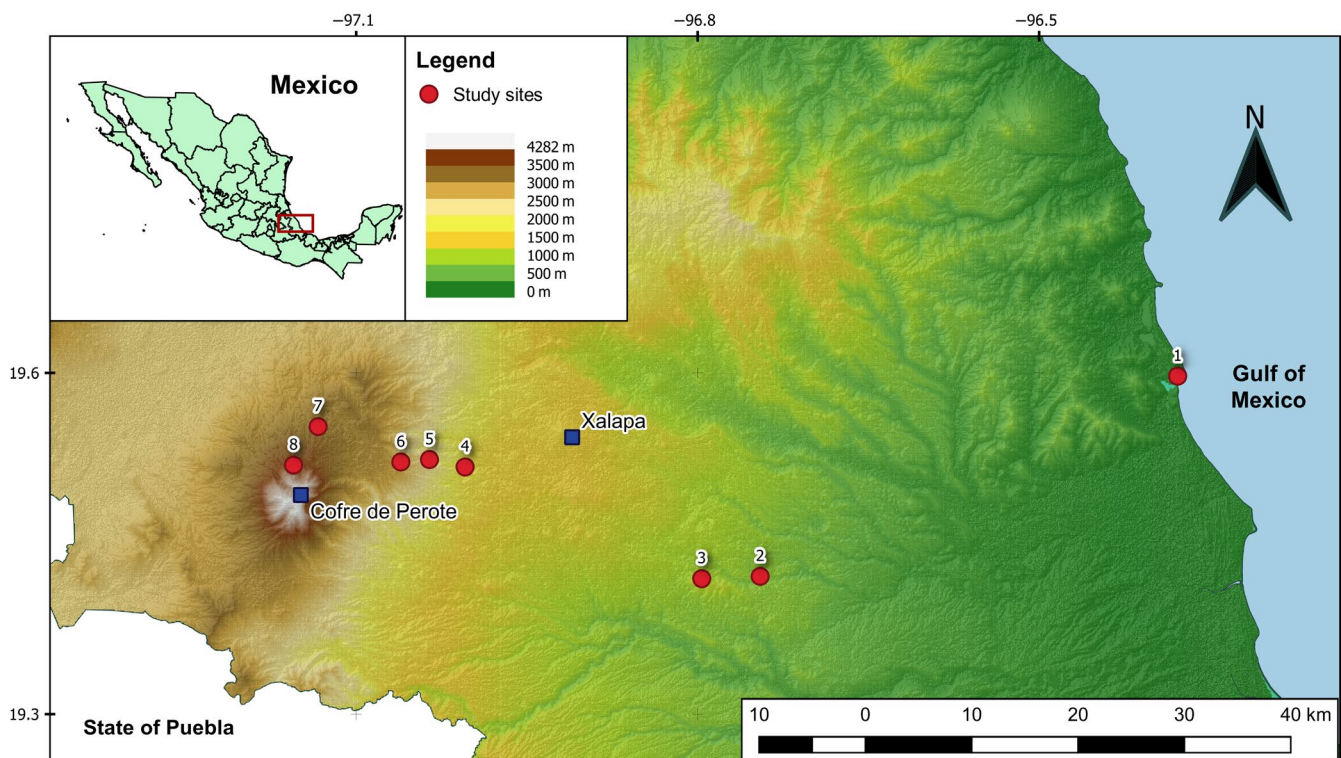 −97.1
−96.8
−96.5
Mexico
Legend
Study sites
4282 m
3500 m
3000 m
2500 m
2000 m
1500 m
1000 m
500 m
0 m
N
19.6
1
Gulf of
Mexico
7
Xalapa
8
6
5
4
Cofre de Perote
3
2
19.3
State of Puebla
10 0 10 20 30 40 km